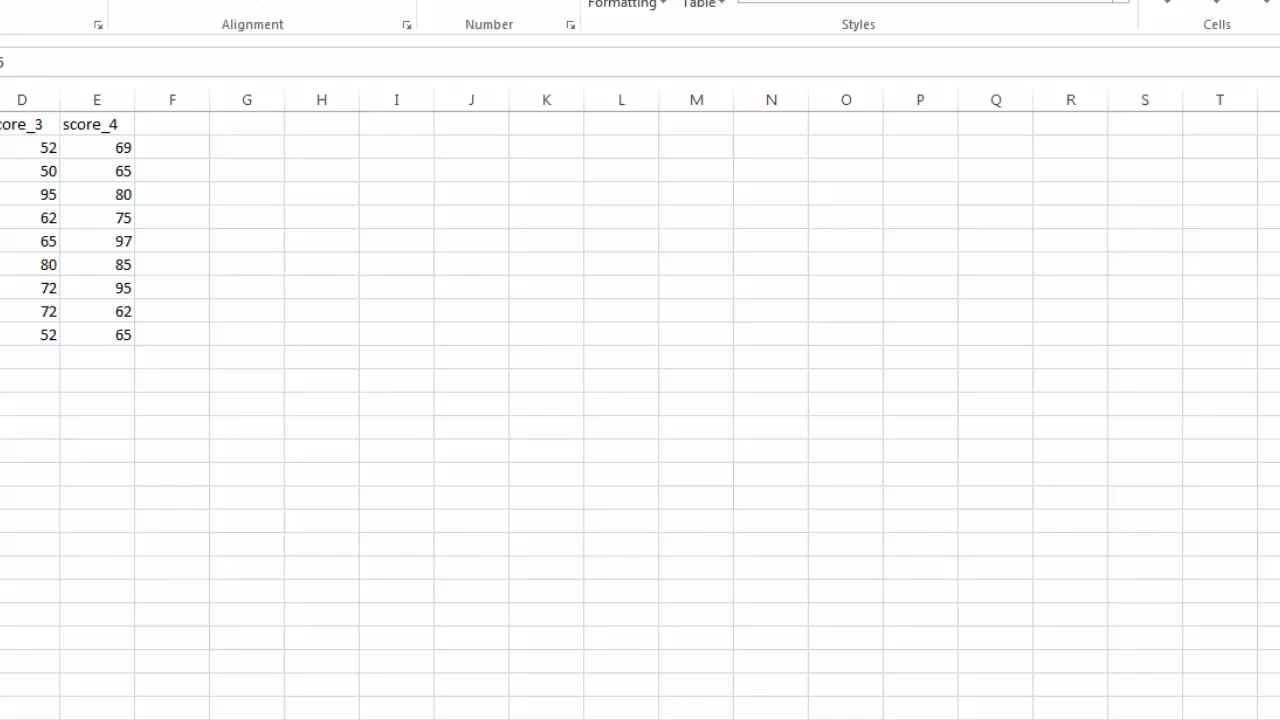 Formatting Table
Alignment Number Styles Cells
D E F G H I J K L M N O P Q R S T
core_3 score_4
52 69
50 65
95 80
62 75
65 97
80 85
72 95
72 62
52 65